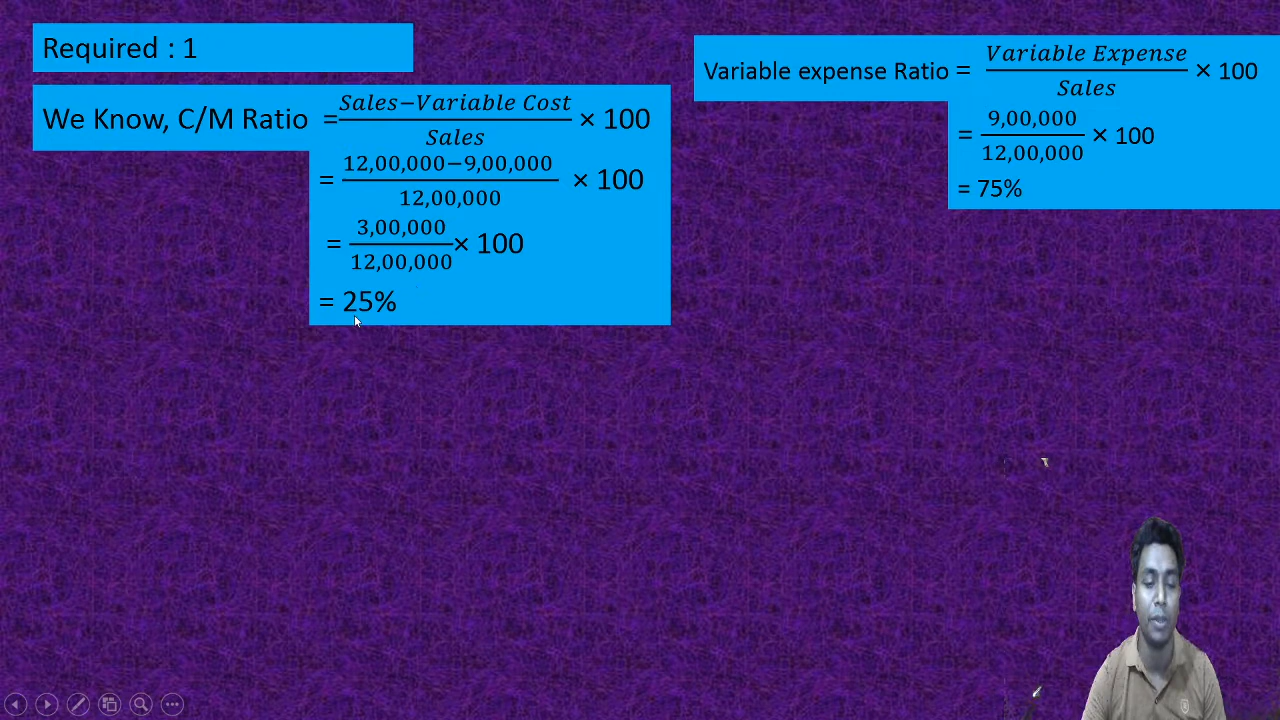 Required : 1
We Know, C/M Ratio = Sales−Variable Cost / Sales × 100
= 12,00,000−9,00,000 / 12,00,000 × 100
= 3,00,000 / 12,00,000 × 100
= 25%
Variable expense Ratio = Variable Expense / Sales × 100
= 9,00,000 / 12,00,000 × 100
= 75%